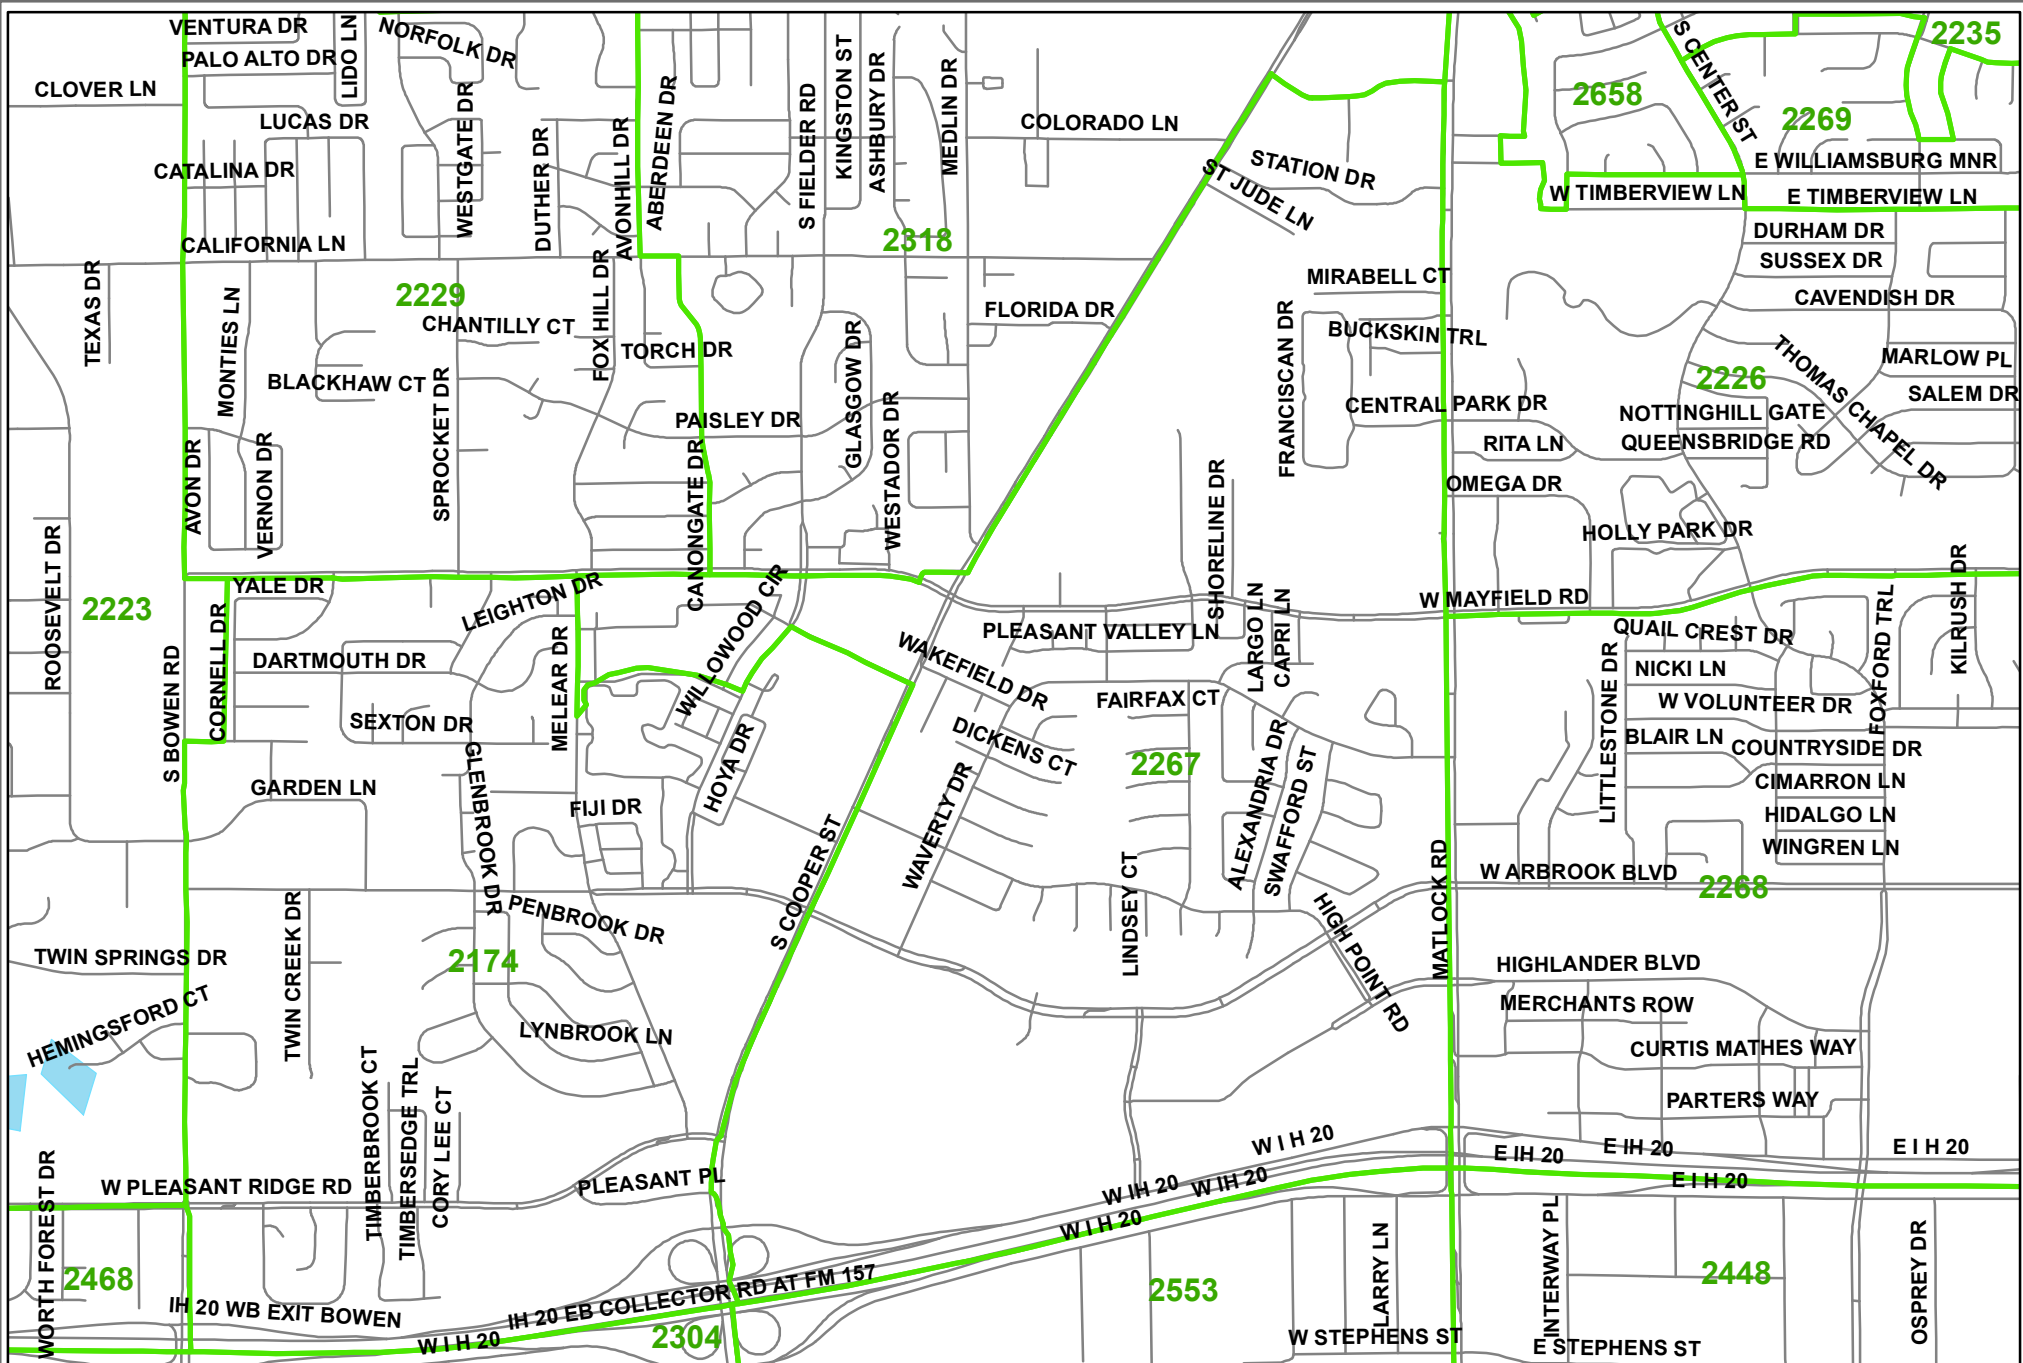 VENTURA DR
LIDO LN
NORFOLK DR
S CENTER ST
2235
PALO ALTO DR
CLOVER LN
WESTGATE DR
ABERDEEN DR
S FIELDER RD
KINGSTON ST
ASHBURY DR
MEDLIN DR
2658
2269
LUCAS DR
DUTHER DR
AVONHILL DR
COLORADO LN
CATALINA DR
STATION DR
ST JUDE LN
E WILLIAMSBURG MNR
W TIMBERVIEW LN
E TIMBERVIEW LN
CALIFORNIA LN
2318
DURHAM DR
SUSSEX DR
TEXAS DR
MONTIES LN
2229
FOX HILL DR
MIRABELL CT
CAVENDISH DR
CHANTILLY CT
FLORIDA DR
FRANCISCAN DR
BUCKSKIN TRL
TORCH DR
GLASGOW DR
THOMAS CHAPEL DR
MARLOW PL
BLACKHAW CT
2226
SALEM DR
SPROCKET DR
PAISLEY DR
WESTADOR DR
CENTRAL PARK DR
NOTTINGHILL GATE
RITA LN
QUEENSBRIDGE RD
AVON DR
VERNON DR
CANONGATE DR
SHORELINE DR
OMEGA DR
HOLLY PARK DR
ROOSEVELT DR
2223
YALE DR
LEIGHTON DR
WILLOWOOD CIR
W MAYFIELD RD
KILRUSH DR
CORNELL DR
MELEAR DR
WAKEFIELD DR
PLEASANT VALLEY LN
LARGO LN
CAPRI LN
QUAIL CREST DR
FOXFORD TRL
DARTMOUTH DR
NICKI LN
S BOWEN RD
SEXTON DR
FAIRFAX CT
W VOLUNTEER DR
GLENBROOK DR
HOYA DR
DICKENS CT
2267
ALEXANDRIA DR
SWAFFORD ST
LITTLESTONE DR
BLAIR LN
COUNTRYSIDE DR
GARDEN LN
FIJI DR
WAVERLY DR
CIMARRON LN
HIDALGO LN
S COOPER ST
WINGREN LN
LINDSEY CT
MATLOCK RD
W ARBROOK BLVD
2268
TWIN CREEK DR
PENBROOK DR
HIGH POINT RD
TWIN SPRINGS DR
2174
HIGHLANDER BLVD
HEMINGSFORD CT
MERCHANTS ROW
LYNBROOK LN
CURTIS MATHES WAY
TIMBERBROOK CT
TIMBERSEDGE TRL
CORY LEE CT
PARTERS WAY
W I H 20
E IH 20
E IH 20
E I H 20
WORTH FOREST DR
W PLEASANT RIDGE RD
PLEASANT PL
W IH 20
W IH 20
E I H 20
W I H 20
LARRY LN
INTERWAY PL
OSPREY DR
2468
2553
2448
IH 20 WB EXIT BOWEN
IH 20 EB COLLECTOR RD AT FM 157
W I H 20
2304
W STEPHENS ST
E STEPHENS ST